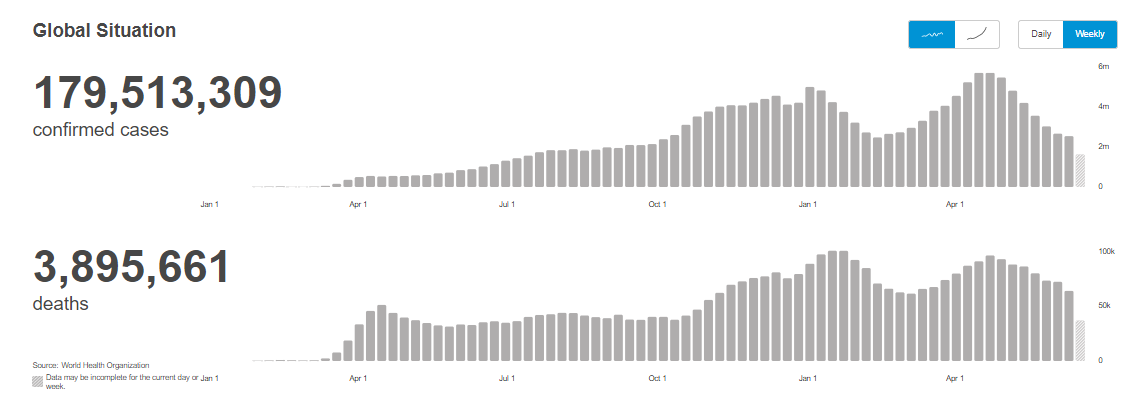 Global Situation
Daily Weekly
179,513,309
confirmed cases
6m
4m
2m
0
Jan 1 Apr 1 Jul 1 Oct 1 Jan 1 Apr 1
3,895,661
deaths
100k
50k
0
Source: World Health Organization
Data may be incomplete for the current day or
week.
Jan 1 Apr 1 Jul 1 Oct 1 Jan 1 Apr 1